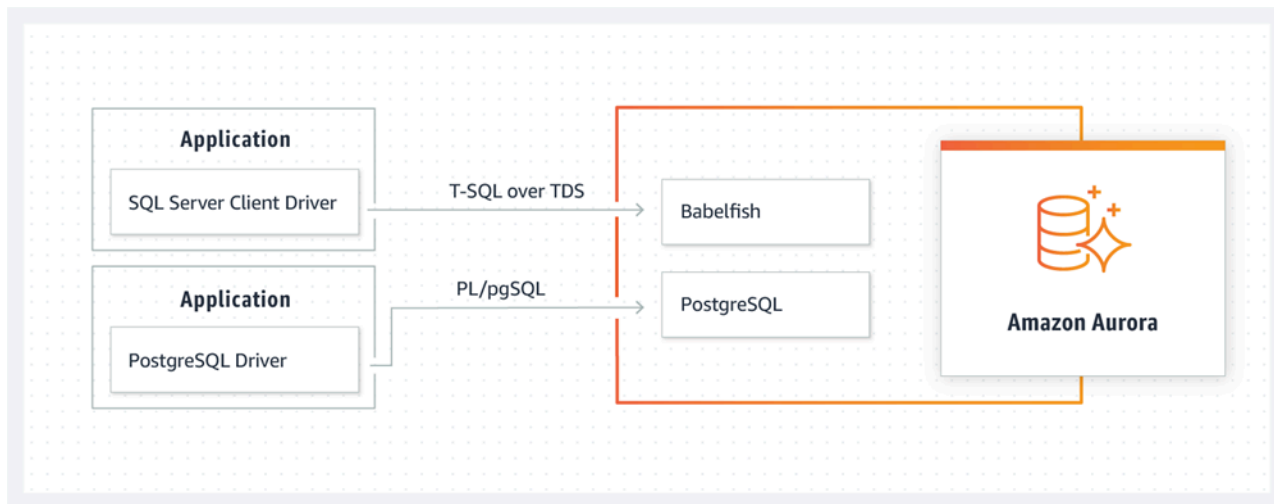 Application
SQL Server Client Driver
T-SQL over TDS
Babelfish
Application
PostgreSQL Driver
PL/pgSQL
PostgreSQL
Amazon Aurora